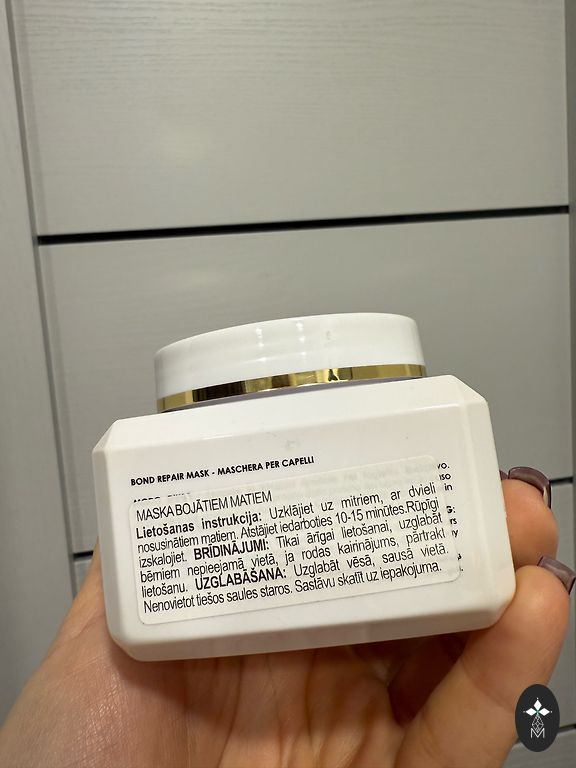 BOND REPAIR MASK - MASCHERA PER CAPELLI
MASKA BOJĀTIEM MATIEM
Lietošanas instrukcija: Uzklājiet uz mitriem, ar dvieli
nosusinātiem matiem. Atstājiet iedarboties 10-15 minūtes.Rūpīgi
izskalojiet. BRĪDINĀJUMI: Tikai ārīgai lietošanai, uzglabāt
bērniem nepieejamā vietā, ja rodas kairinājums, pārtrakt
lietošanu. UZGLABĀŠANA: Uzglabāt vēsā, sausā vietā.
Nenovietot tiešos saules staros. Sastāvu skatīt uz iepakojuma.